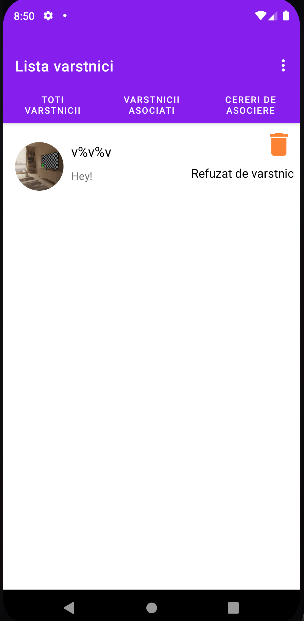 8:50
Lista varstnici
TOTI
VARSTNICII
VARSTNICII
ASOCIATI
CERERI DE
ASOCIERE
v%v%v
Hey!
Refuzat de varstnic